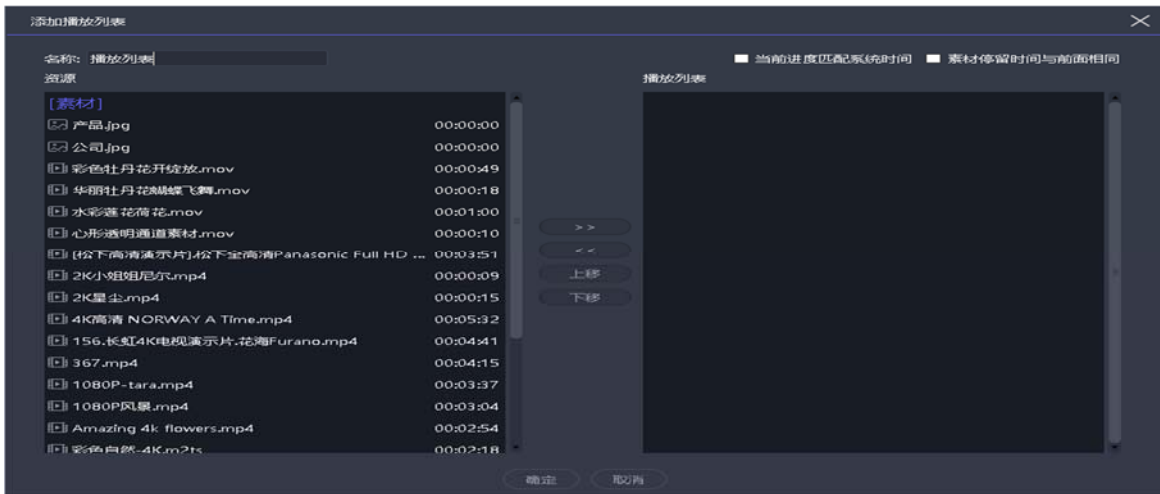 添加播放列表
名称: 播放列表
当前进度匹配系统时间 素材停留时间与前面相同
资源 播放列表
[素材]
产品.jpg 00:00:00
公司.jpg 00:00:00
彩色牡丹花开绽放.mov 00:00:49
华丽牡丹花蝴蝶飞舞.mov 00:00:18
水彩莲花荷花.mov 00:01:00
心形透明通道素材.mov 00:00:10
[松下高清演示片].松下全高清Panasonic Full HD ... 00:03:51
2K小姐姐尼尔.mp4 00:00:09
2K星尘.mp4 00:00:15
4K高清 NORWAY A Time.mp4 00:05:32
156.长虹4K电视演示片.花海Furano.mp4 00:04:41
367.mp4 00:04:15
1080P-tara.mp4 00:03:37
1080P风景.mp4 00:03:04
Amazing 4k flowers.mp4 00:02:54
彩色自然-4K.m2ts 00:02:18
>>
<<
上移
下移
确定 取消